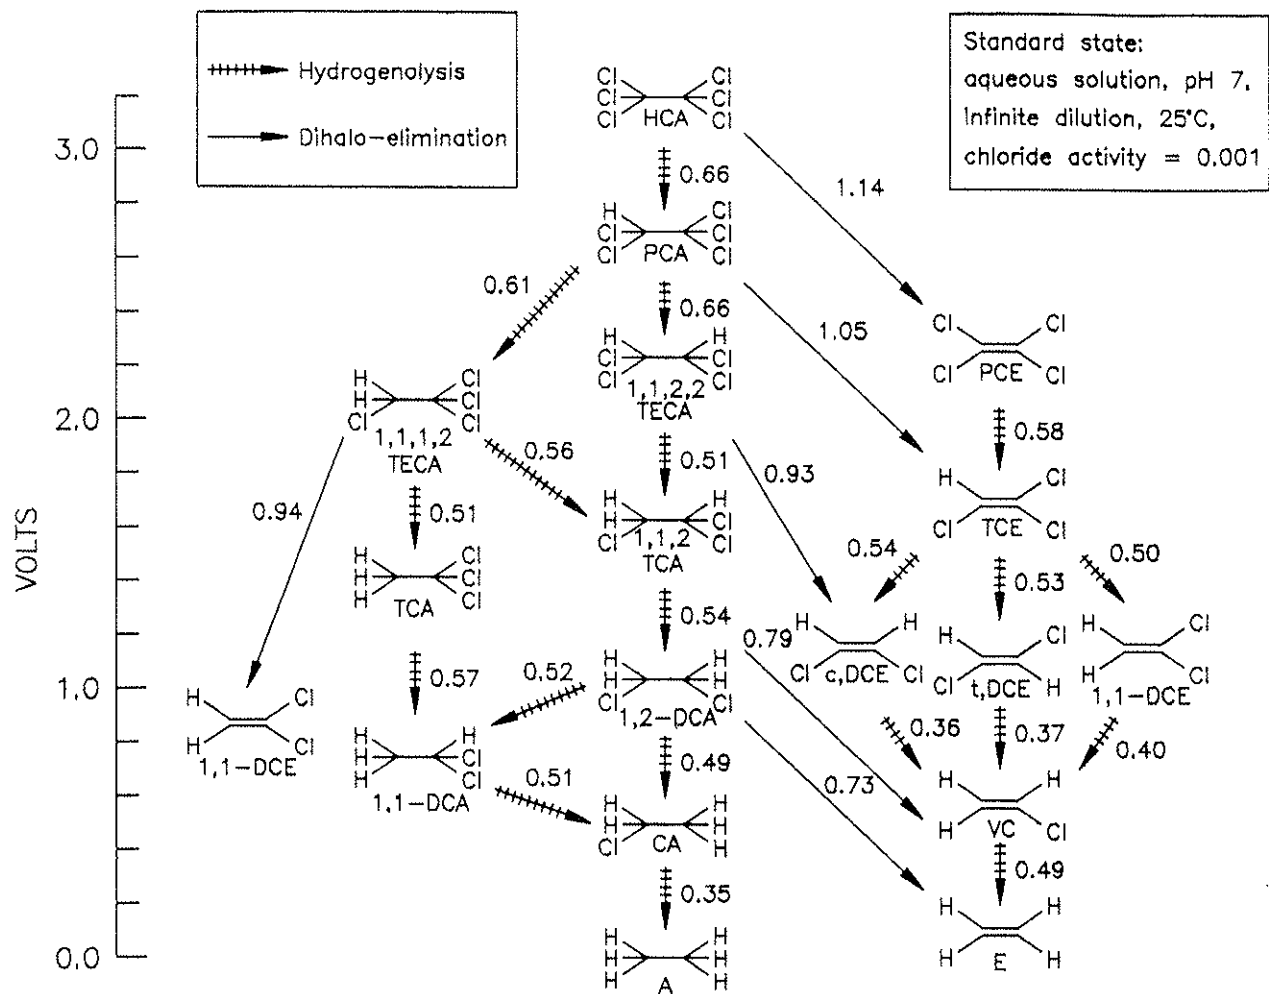 Hydrogenolysis
Dihalo-elimination
Standard state:
aqueous solution, pH 7,
Infinite dilution, 25°C,
chloride activity = 0.001
VOLTS
3.0
2.0
1.0
0.0
Cl Cl
Cl Cl
Cl Cl
HCA
0.66
1.14
H Cl
Cl Cl
Cl
PCA
0.61
0.66
1.05
Cl Cl
Cl Cl
PCE
H H
Cl Cl
Cl Cl
1,1,2,2
TECA
H Cl
H Cl
Cl Cl
1,1,1,2
TECA
0.58
0.56
0.51
0.93
0.94
0.51
H Cl
Cl Cl
TCE
H H
H Cl
Cl Cl
1,1,2
TCA
0.54
0.53
0.50
H Cl
H Cl
H Cl
TCA
0.54
0.79
H H
Cl Cl
c,DCE
H Cl
Cl H
t,DCE
H Cl
H Cl
1,1-DCE
0.57
0.52
H H
H H
Cl Cl
1,2-DCA
H Cl
H Cl
1,1-DCE
0.36
0.37
0.40
H H
H Cl
H Cl
1,1-DCA
0.51
0.49
0.73
H H
H Cl
VC
H H
H H
Cl H
CA
0.35
0.49
H H
H H
H H
A
H H
H H
E